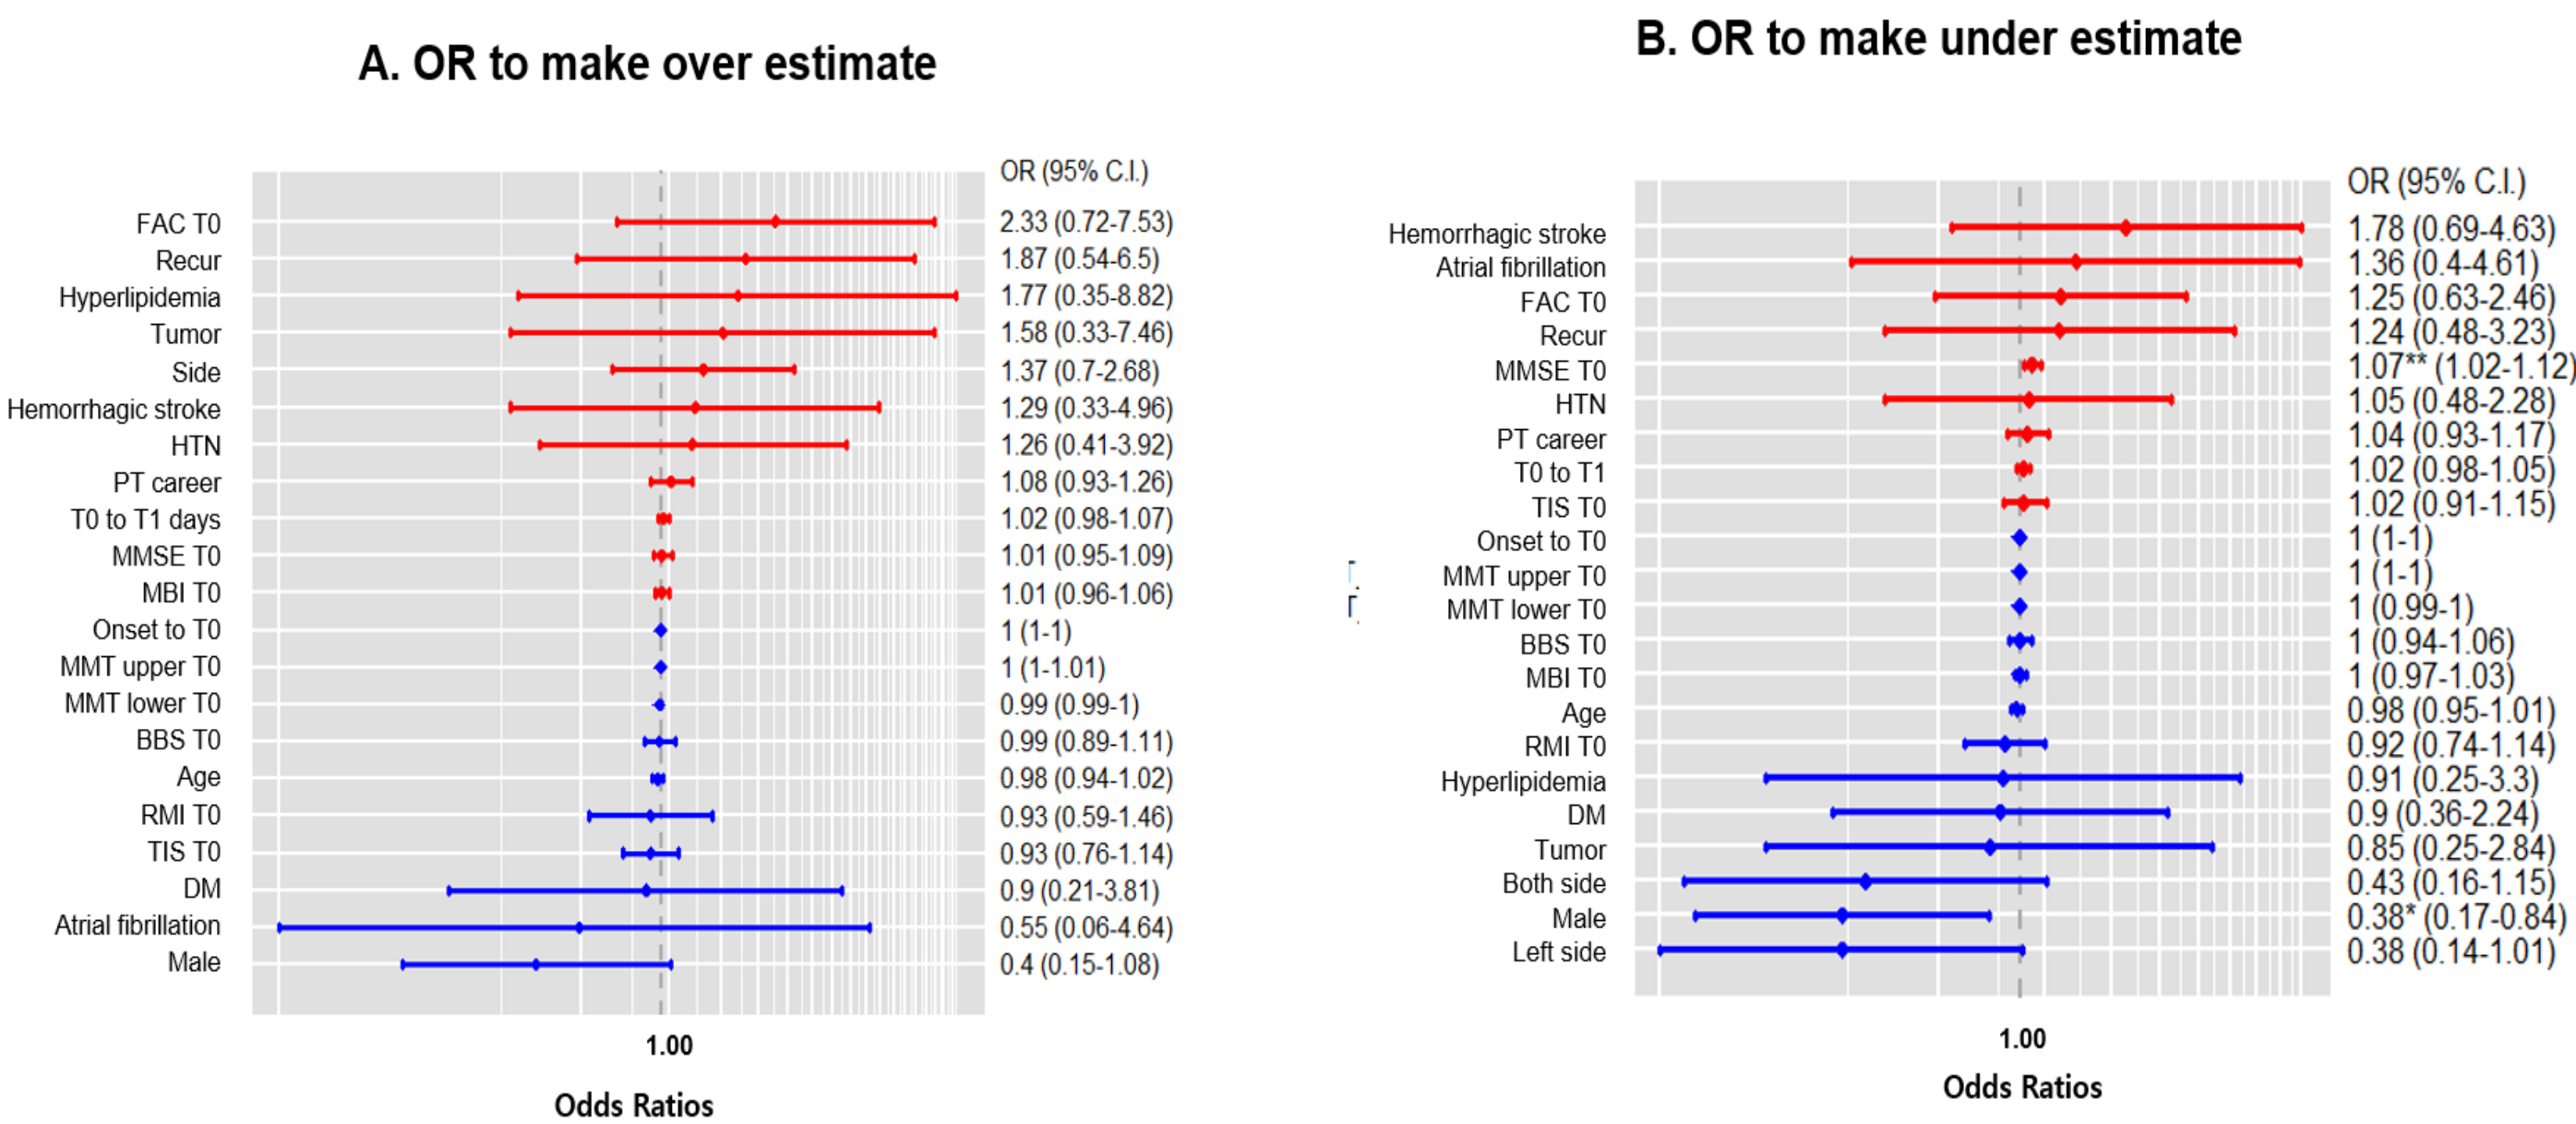 A. OR to make over estimate
OR (95% C.I.)
FAC T0 2.33 (0.72-7.53)
Recur 1.87 (0.54-6.5)
Hyperlipidemia 1.77 (0.35-8.82)
Tumor 1.58 (0.33-7.46)
Side 1.37 (0.7-2.68)
Hemorrhagic stroke 1.29 (0.33-4.96)
HTN 1.26 (0.41-3.92)
PT career 1.08 (0.93-1.26)
T0 to T1 days 1.02 (0.98-1.07)
MMSE T0 1.01 (0.95-1.09)
MBI T0 1.01 (0.96-1.06)
Onset to T0 1 (1-1)
MMT upper T0 1 (1-1.01)
MMT lower T0 0.99 (0.99-1)
BBS T0 0.99 (0.89-1.11)
Age 0.98 (0.94-1.02)
RMI T0 0.93 (0.59-1.46)
TIS T0 0.93 (0.76-1.14)
DM 0.9 (0.21-3.81)
Atrial fibrillation 0.55 (0.06-4.64)
Male 0.4 (0.15-1.08)
1.00
Odds Ratios
B. OR to make under estimate
OR (95% C.I.)
Hemorrhagic stroke 1.78 (0.69-4.63)
Atrial fibrillation 1.36 (0.4-4.61)
FAC T0 1.25 (0.63-2.46)
Recur 1.24 (0.48-3.23)
MMSE T0 1.07** (1.02-1.12)
HTN 1.05 (0.48-2.28)
PT career 1.04 (0.93-1.17)
T0 to T1 1.02 (0.98-1.05)
TIS T0 1.02 (0.91-1.15)
Onset to T0 1 (1-1)
MMT upper T0 1 (1-1)
MMT lower T0 1 (0.99-1)
BBS T0 1 (0.94-1.06)
MBI T0 1 (0.97-1.03)
Age 0.98 (0.95-1.01)
RMI T0 0.92 (0.74-1.14)
Hyperlipidemia 0.91 (0.25-3.3)
DM 0.9 (0.36-2.24)
Tumor 0.85 (0.25-2.84)
Both side 0.43 (0.16-1.15)
Male 0.38* (0.17-0.84)
Left side 0.38 (0.14-1.01)
1.00
Odds Ratios